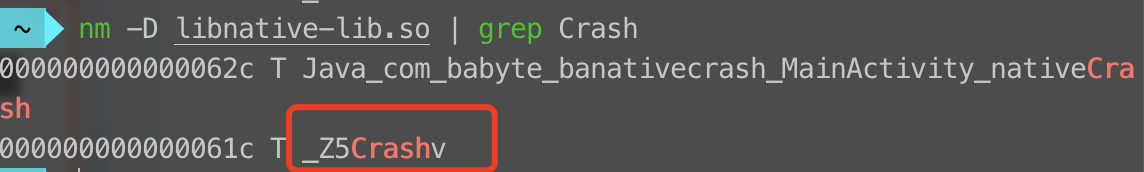 ~ nm -D libnative-lib.so | grep Crash
000000000000062c T Java_com_babyte_banativecrash_MainActivity_nativeCra
sh
000000000000061c T _Z5Crashv